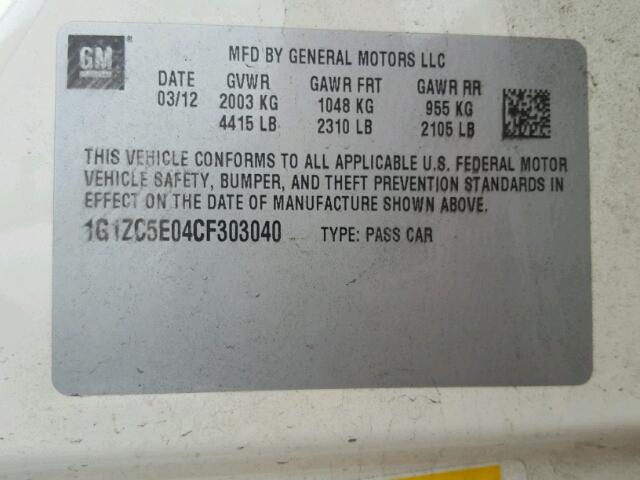 GM ®
MFD BY GENERAL MOTORS LLC
DATE GVWR GAWR FRT GAWR RR
03/12 2003 KG 1048 KG 955 KG
4415 LB 2310 LB 2105 LB
THIS VEHICLE CONFORMS TO ALL APPLICABLE U.S. FEDERAL MOTOR
VEHICLE SAFETY, BUMPER, AND THEFT PREVENTION STANDARDS IN
EFFECT ON THE DATE OF MANUFACTURE SHOWN ABOVE.
1G1ZC5E04CF303040 TYPE: PASS CAR